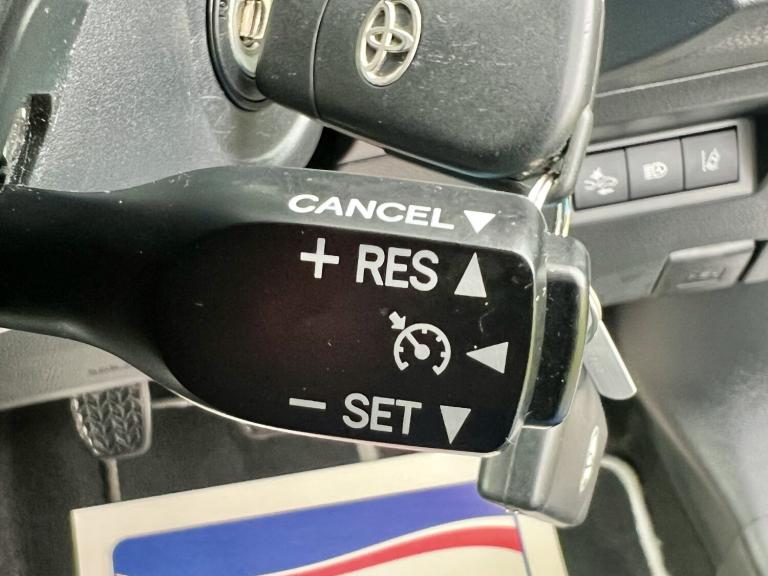 CANCEL ▼
+ RES ▲
◄
− SET ▼